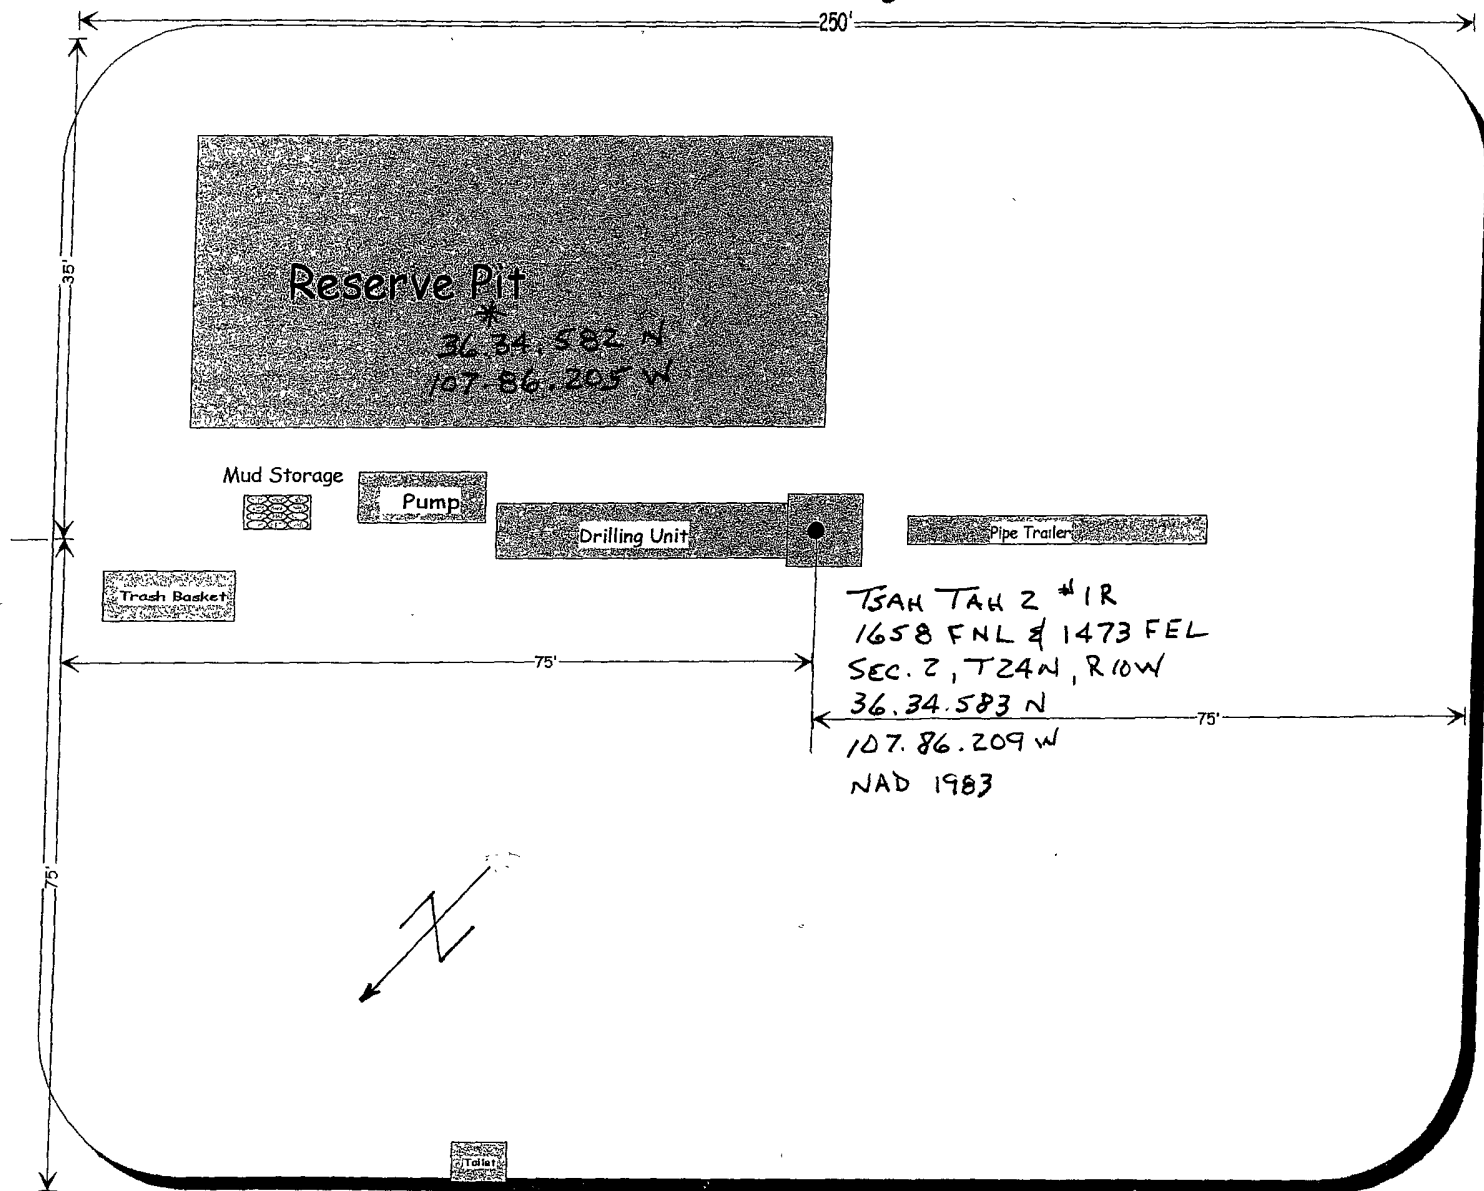 250'
35'
Reserve Pit
*
36.34.582 N
107.86.205 W
Mud Storage
Pump
Drilling Unit
Pipe Trailer
Trash Basket
TSAH TAH 2 #1R
1658 FNL & 1473 FEL
SEC. 2, T24N, R10W
36.34.583 N
107.86.209 W
NAD 1983
75'
75'
75'
N
Toilet